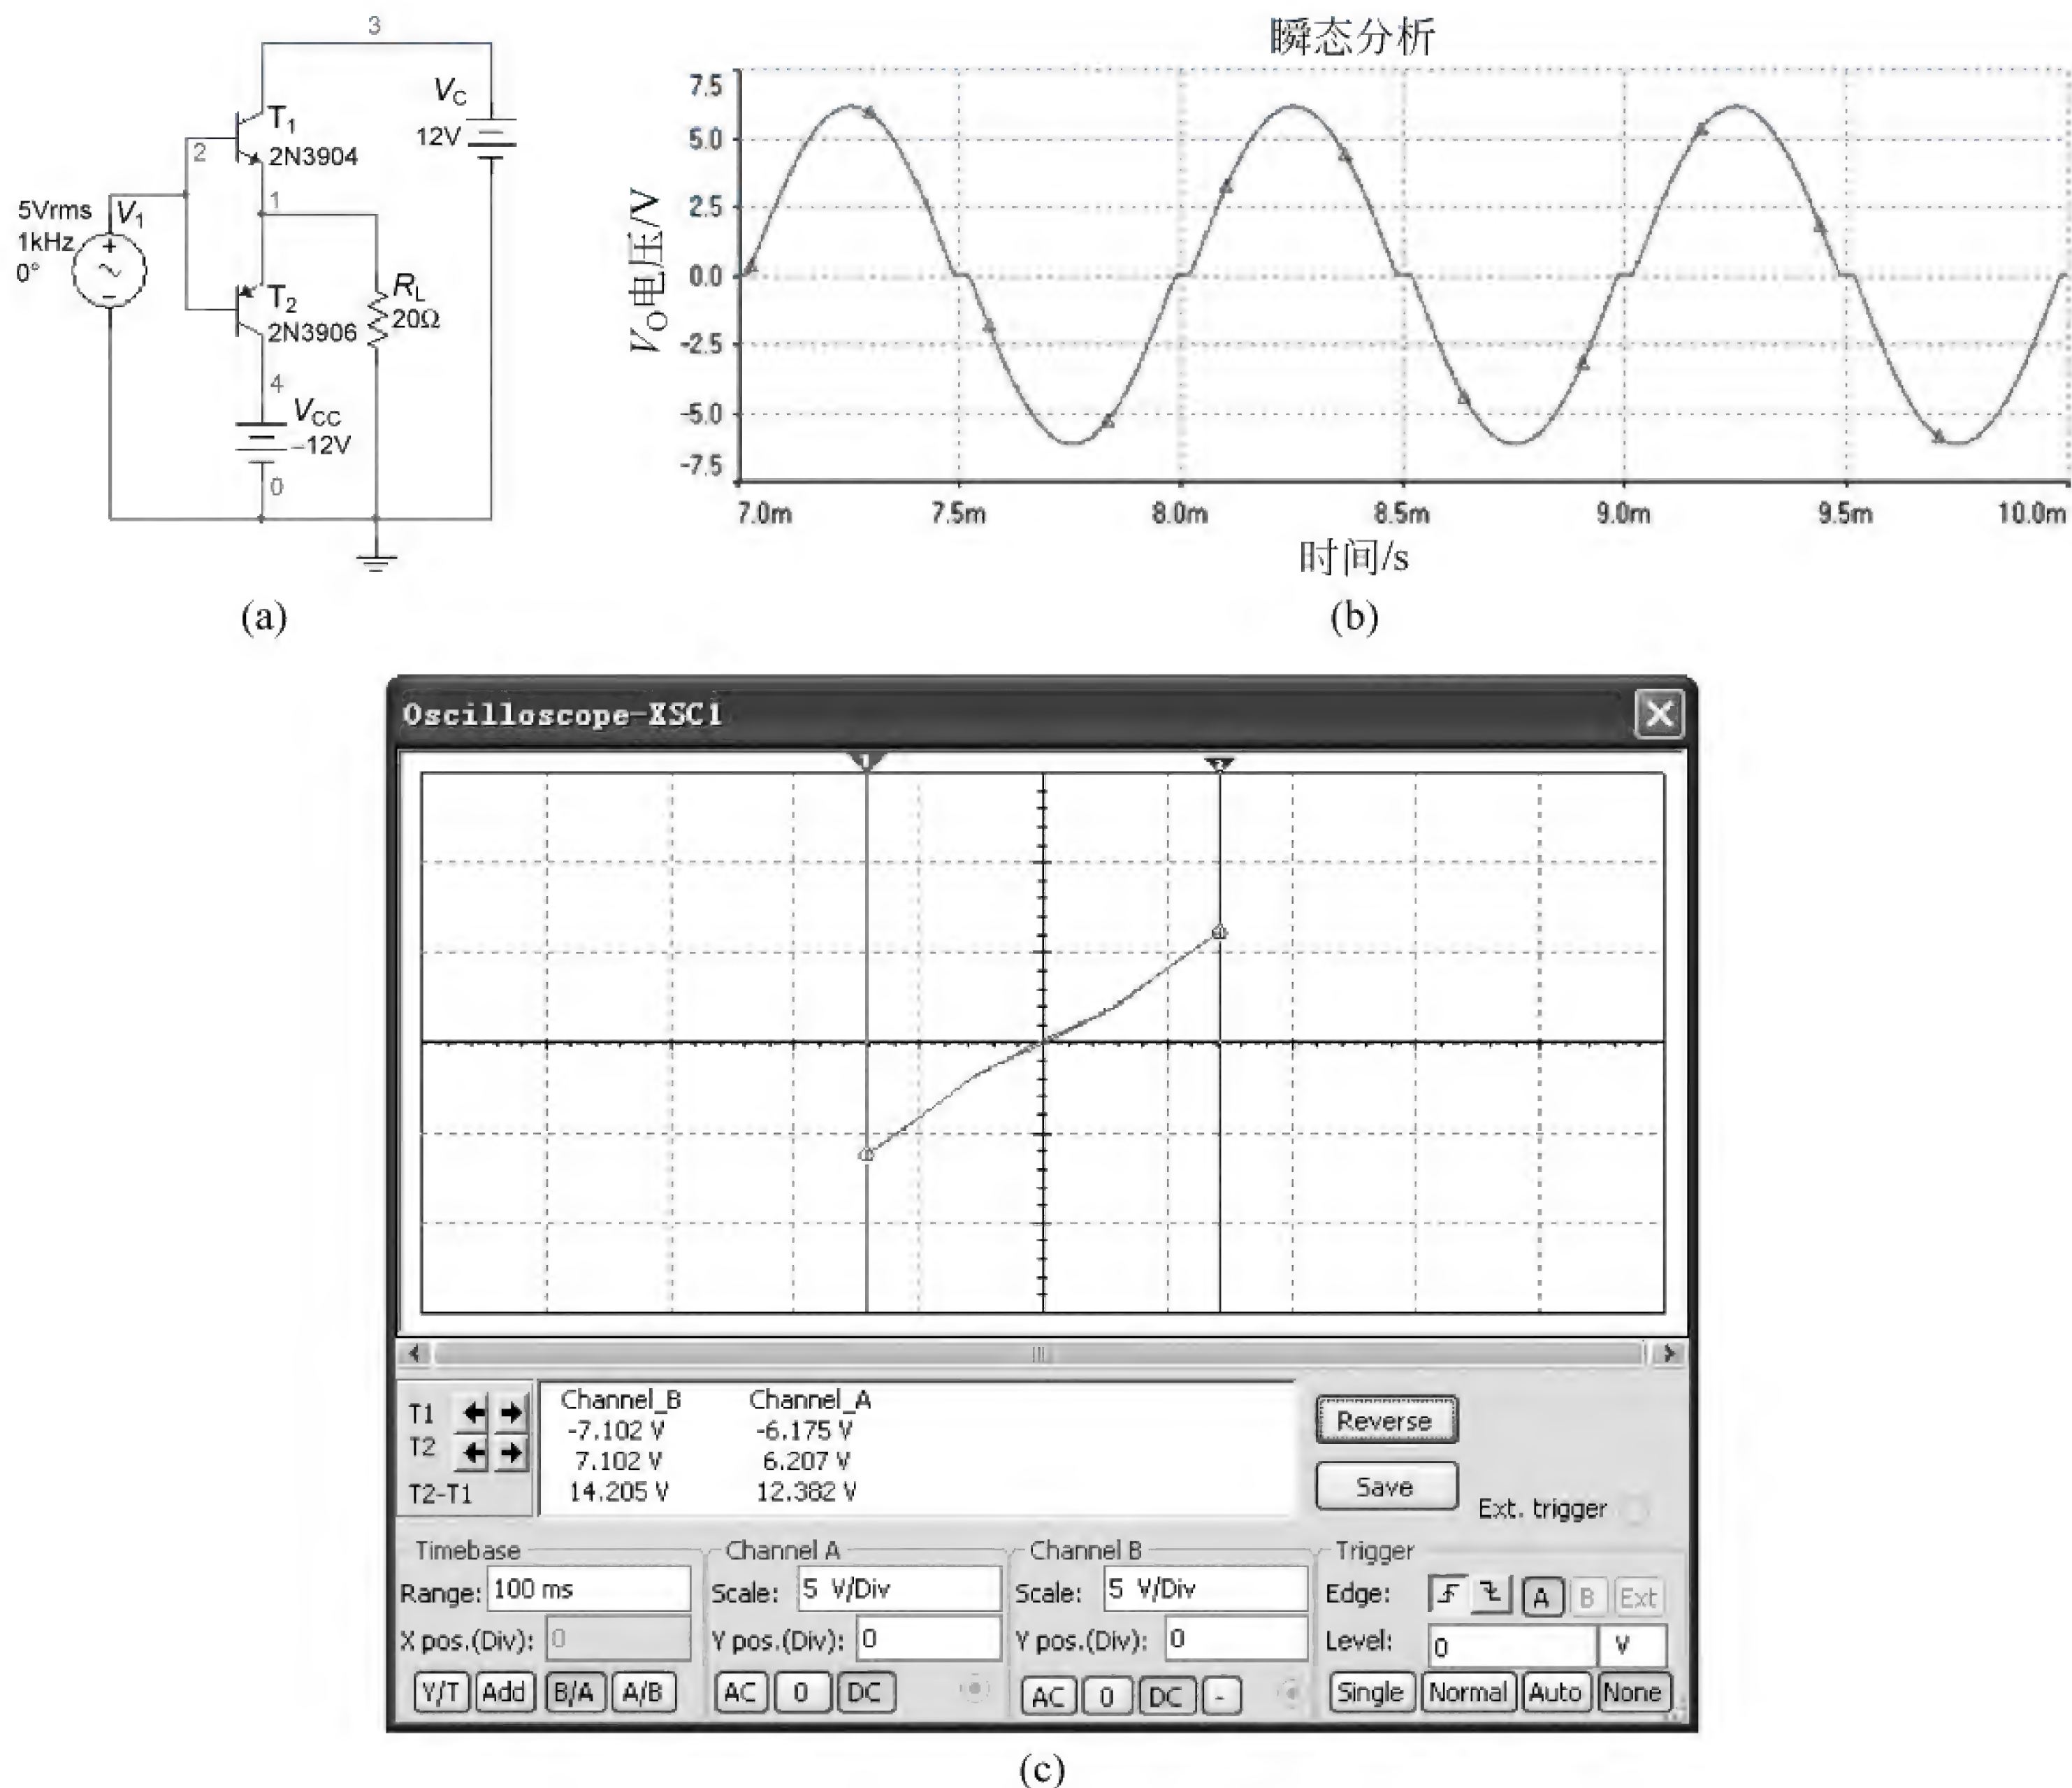 3
T1
2N3904
VC
12V
2
5Vrms
V1
1kHz
0°
1
T2
2N3906
RL
20Ω
4
VCC
−12V
0
(a)
瞬态分析
VO电压/V
7.5
5.0
2.5
0.0
-2.5
-5.0
-7.5
7.0m 7.5m 8.0m 8.5m 9.0m 9.5m 10.0m
时间/s
(b)
Oscilloscope-XSC1
1 2
Channel_B Channel_A
T1 -7.102 V -6.175 V
T2 7.102 V 6.207 V
T2-T1 14.205 V 12.382 V
Reverse
Save
Ext. trigger
Timebase Channel A Channel B Trigger
Range: 100 ms Scale: 5 V/Div Scale: 5 V/Div Edge: A B Ext
X pos.(Div): 0 Y pos.(Div): 0 Y pos.(Div): 0 Level: 0 V
Y/T Add B/A A/B AC 0 DC AC 0 DC - Single Normal Auto None
(c)